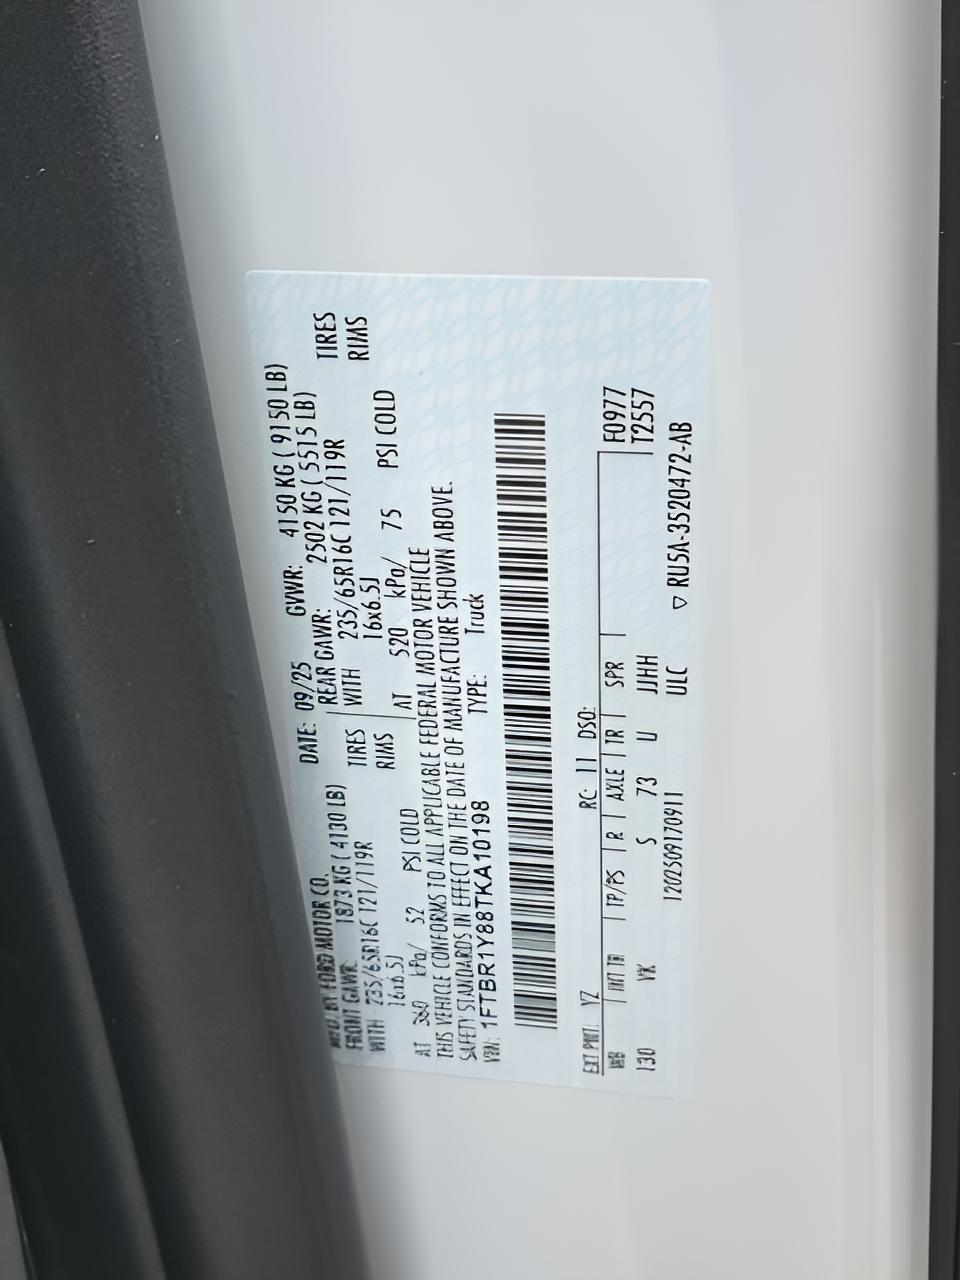 MFD. BY FORD MOTOR CO. DATE: 09/25 GVWR: 4150 KG ( 9150 LB)
FRONT GAWR: 1873 KG ( 4130 LB) REAR GAWR: 2502 KG ( 5515 LB)
WITH 235/65R16C 121/119R TIRES WITH 235/65R16C 121/119R TIRES
16x6.5J RIMS 16x6.5J RIMS
AT 360 kPa/ 52 PSI COLD AT 520 kPa/ 75 PSI COLD
THIS VEHICLE CONFORMS TO ALL APPLICABLE FEDERAL MOTOR VEHICLE
SAFETY STANDARDS IN EFFECT ON THE DATE OF MANUFACTURE SHOWN ABOVE.
VIN: 1FTBR1Y88TKA10198 TYPE: Truck
EXT PNT: YZ RC: 11 DSO: F0977
WB INT TR TP/PS R AXLE TR SPR T2557
130 VK S 73 U JJHH
1202509170911 ULC ▽ RU5A-3520472-AB